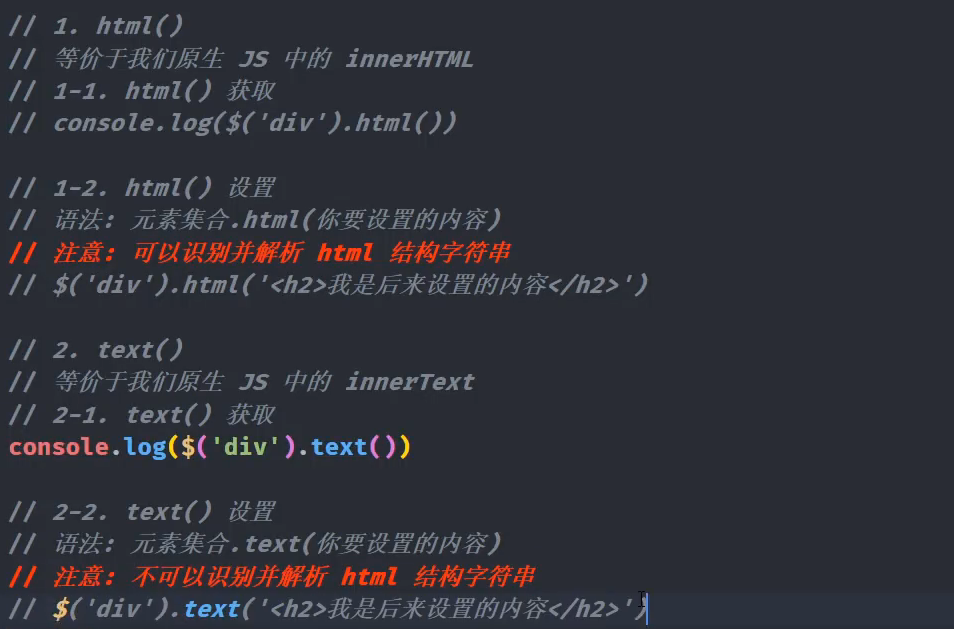 // 1. html()
// 等价于我们原生 JS 中的 innerHTML
// 1-1. html() 获取
// console.log($('div').html())
// 1-2. html() 设置
// 语法: 元素集合.html(你要设置的内容)
// 注意: 可以识别并解析 html 结构字符串
// $('div').html('<h2>我是后来设置的内容</h2>')
// 2. text()
// 等价于我们原生 JS 中的 innerText
// 2-1. text() 获取
console.log($('div').text())
// 2-2. text() 设置
// 语法: 元素集合.text(你要设置的内容)
// 注意: 不可以识别并解析 html 结构字符串
// $('div').text('<h2>我是后来设置的内容</h2>')